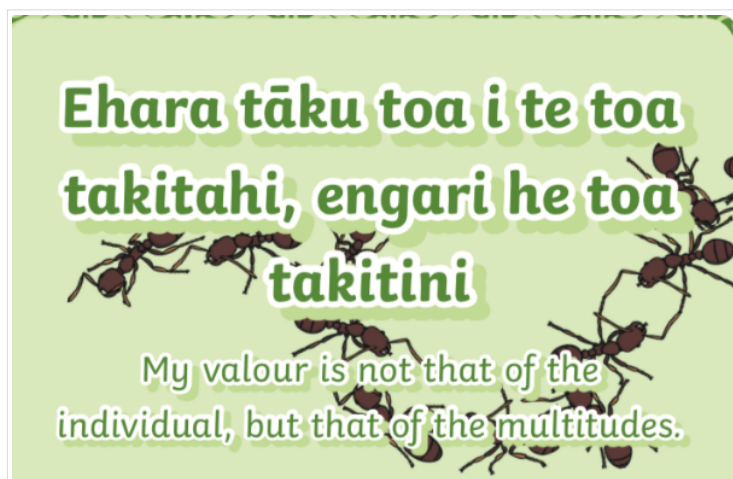 Ehara tāku toa i te toa
takitahi, engari he toa
takitini
My valour is not that of the
individual, but that of the multitudes.